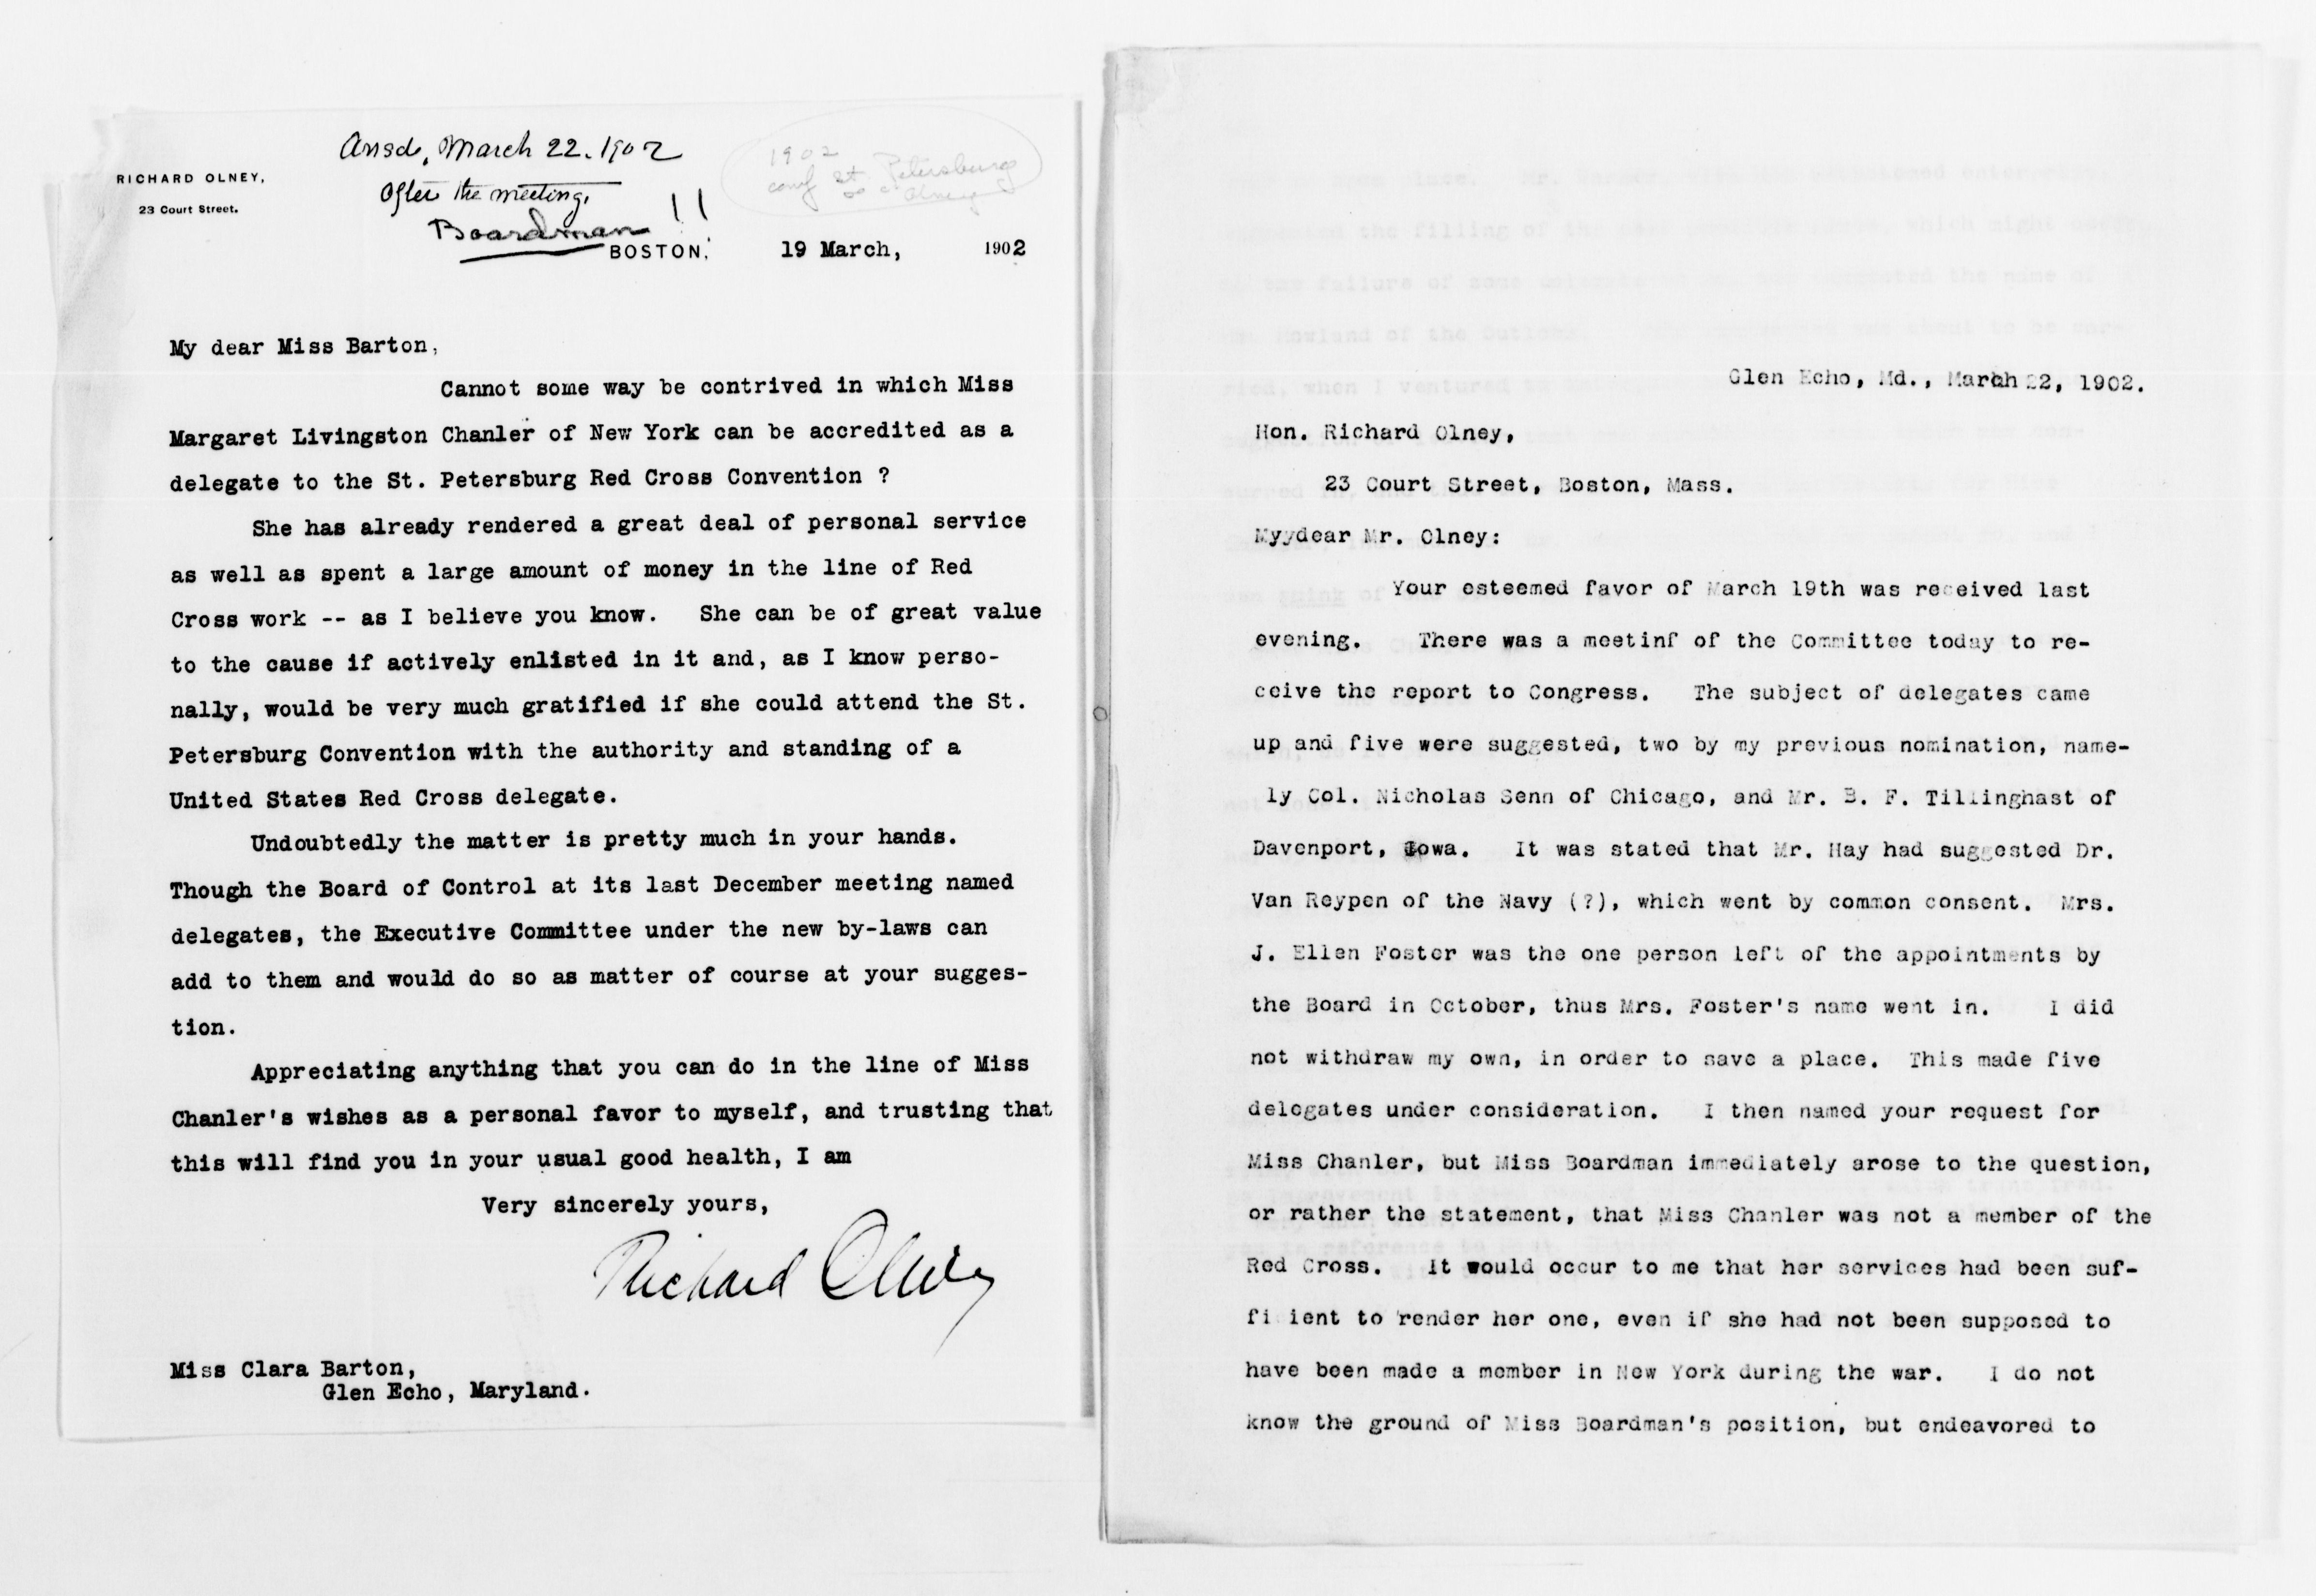 Ansd, March 22. 1902
After the meeting,
Boardman !!
1902
conf St. Petersburg
Olney
RICHARD OLNEY,
23 Court Street.
BOSTON, 19 March, 1902
My dear Miss Barton,
Cannot some way be contrived in which Miss
Margaret Livingston Chanler of New York can be accredited as a
delegate to the St. Petersburg Red Cross Convention ?
She has already rendered a great deal of personal service
as well as spent a large amount of money in the line of Red
Cross work -- as I believe you know. She can be of great value
to the cause if actively enlisted in it and, as I know perso-
nally, would be very much gratified if she could attend the St.
Petersburg Convention with the authority and standing of a
United States Red Cross delegate.
Undoubtedly the matter is pretty much in your hands.
Though the Board of Control at its last December meeting named
delegates, the Executive Committee under the new by-laws can
add to them and would do so as matter of course at your sugges-
tion.
Appreciating anything that you can do in the line of Miss
Chanler's wishes as a personal favor to myself, and trusting that
this will find you in your usual good health, I am
Very sincerely yours,
Richard Olney
Miss Clara Barton,
Glen Echo, Maryland.
Glen Echo, Md., March 22, 1902.
Hon. Richard Olney,
23 Court Street, Boston, Mass.
Myydear Mr. Olney:
Your esteemed favor of March 19th was received last
evening. There was a meetinf of the Committee today to re-
ceive the report to Congress. The subject of delegates came
up and five were suggested, two by my previous nomination, name-
ly Col. Nicholas Senn of Chicago, and Mr. B. F. Tillinghast of
Davenport, Iowa. It was stated that Mr. Hay had suggested Dr.
Van Reypen of the Navy (?), which went by common consent. Mrs.
J. Ellen Foster was the one person left of the appointments by
the Board in October, thus Mrs. Foster's name went in. I did
not withdraw my own, in order to save a place. This made five
delegates under consideration. I then named your request for
Miss Chanler, but Miss Boardman immediately arose to the question,
or rather the statement, that Miss Chanler was not a member of the
Red Cross. It would occur to me that her services had been suf-
fi ient to render her one, even if she had not been supposed to
have been made a member in New York during the war. I do not
know the ground of Miss Boardman's position, but endeavored to